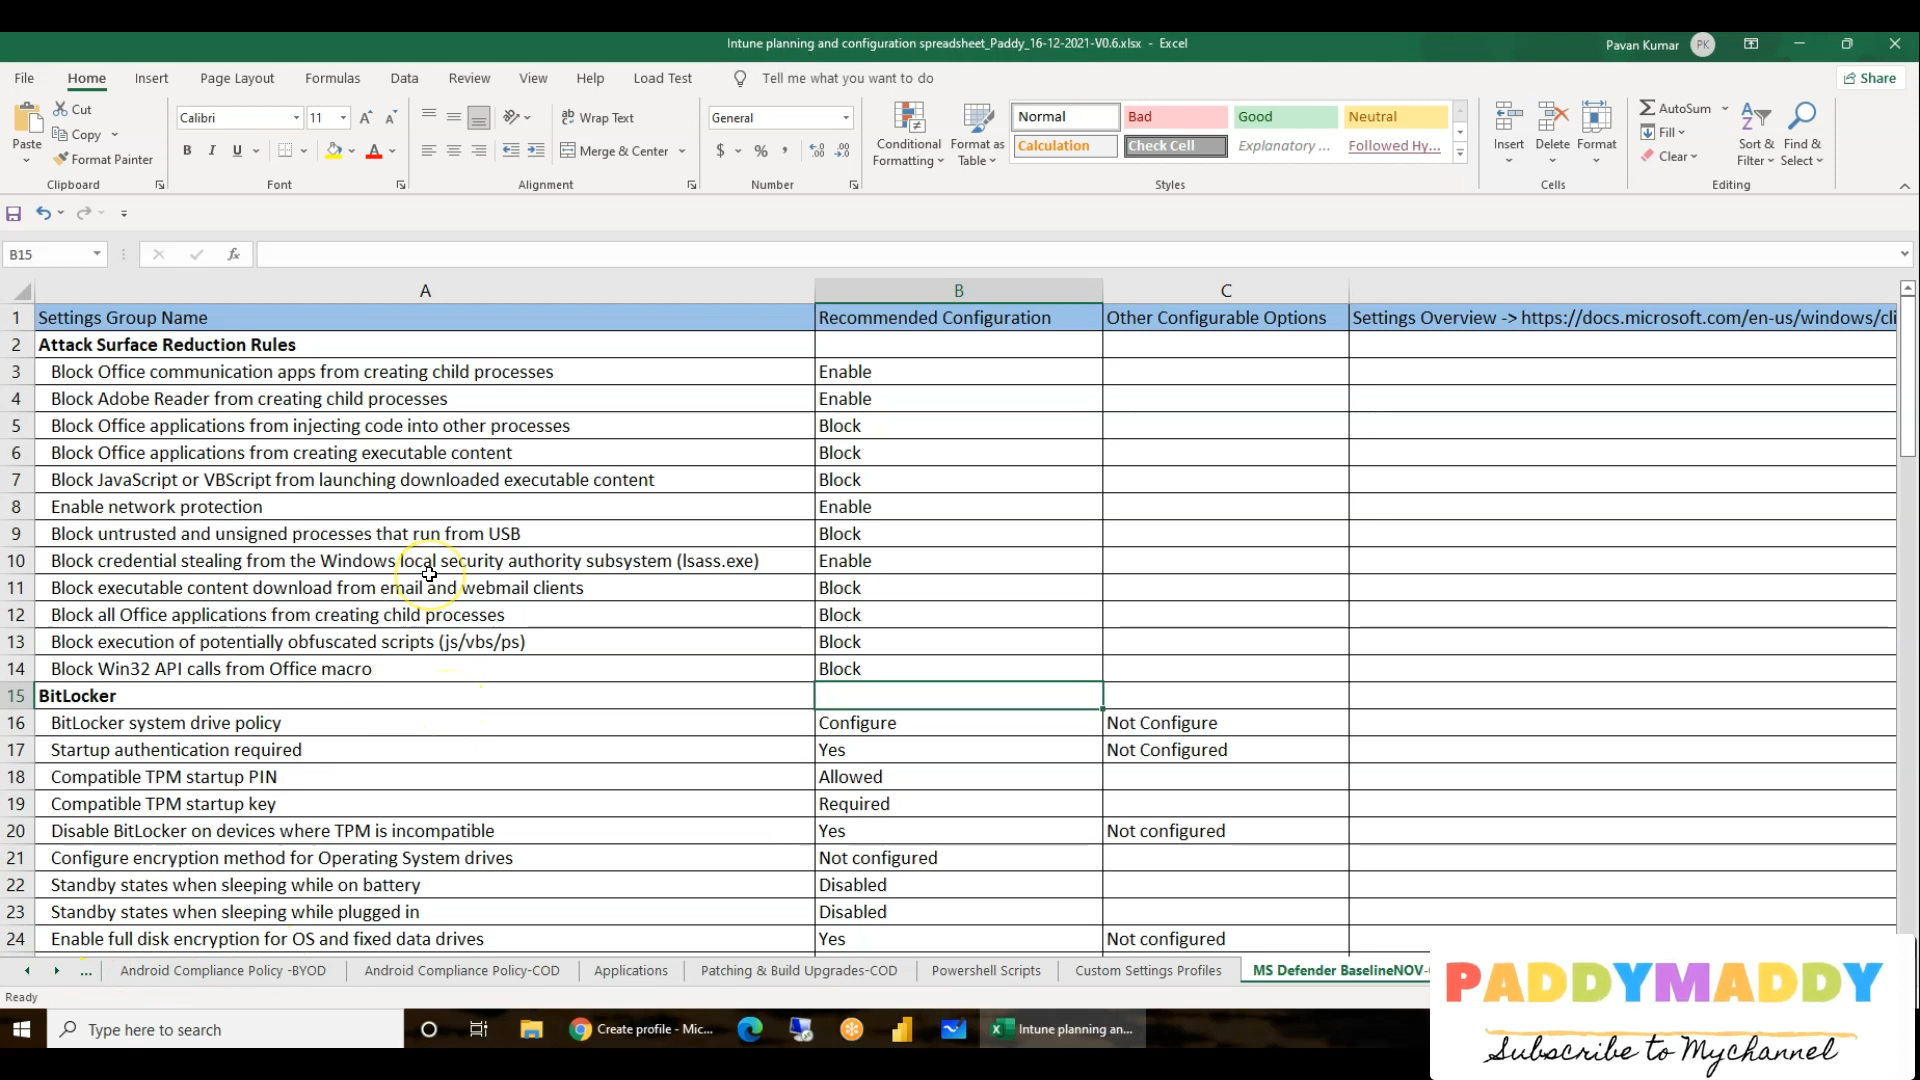 Intune planning and configuration spreadsheet_Paddy_16-12-2021-V0.6.xlsx - Excel
Pavan Kumar PK
File Home Insert Page Layout Formulas Data Review View Help Load Test Tell me what you want to do
Share
Paste
Cut
Copy
Format Painter
Clipboard
Calibri 11
B I U
Font
Wrap Text
Merge & Center
Alignment
General
$ % ,
Number
Conditional Formatting
Format as Table
Normal Bad Good Neutral
Calculation Check Cell Explanatory ... Followed Hy...
Styles
Insert Delete Format
Cells
AutoSum
Fill
Clear
Sort & Filter
Find & Select
Editing
B15 fx
A B C
1 Settings Group Name Recommended Configuration Other Configurable Options Settings Overview -> https://docs.microsoft.com/en-us/windows/cli
2 Attack Surface Reduction Rules
3 Block Office communication apps from creating child processes Enable
4 Block Adobe Reader from creating child processes Enable
5 Block Office applications from injecting code into other processes Block
6 Block Office applications from creating executable content Block
7 Block JavaScript or VBScript from launching downloaded executable content Block
8 Enable network protection Enable
9 Block untrusted and unsigned processes that run from USB Block
10 Block credential stealing from the Windows local security authority subsystem (lsass.exe) Enable
11 Block executable content download from email and webmail clients Block
12 Block all Office applications from creating child processes Block
13 Block execution of potentially obfuscated scripts (js/vbs/ps) Block
14 Block Win32 API calls from Office macro Block
15 BitLocker
16 BitLocker system drive policy Configure Not Configure
17 Startup authentication required Yes Not Configured
18 Compatible TPM startup PIN Allowed
19 Compatible TPM startup key Required
20 Disable BitLocker on devices where TPM is incompatible Yes Not configured
21 Configure encryption method for Operating System drives Not configured
22 Standby states when sleeping while on battery Disabled
23 Standby states when sleeping while plugged in Disabled
24 Enable full disk encryption for OS and fixed data drives Yes Not configured
... Android Compliance Policy -BYOD Android Compliance Policy-COD Applications Patching & Build Upgrades-COD Powershell Scripts Custom Settings Profiles MS Defender BaselineNOV-
Ready
Type here to search
Create profile - Mic...
Intune planning an...
PADDYMADDY
Subscribe to Mychannel